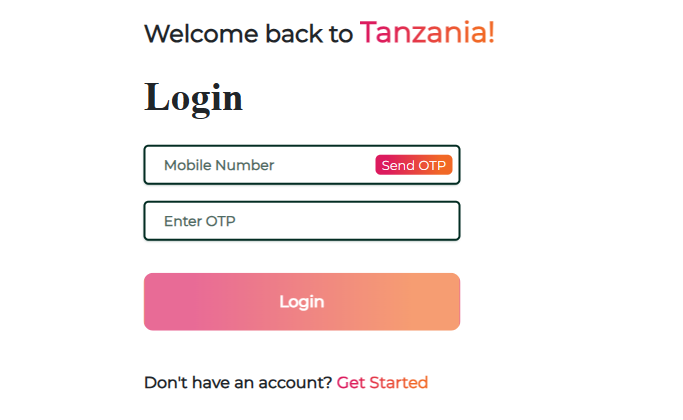 Welcome back to Tanzania!
Login
Mobile Number Send OTP
Enter OTP
Login
Don't have an account? Get Started